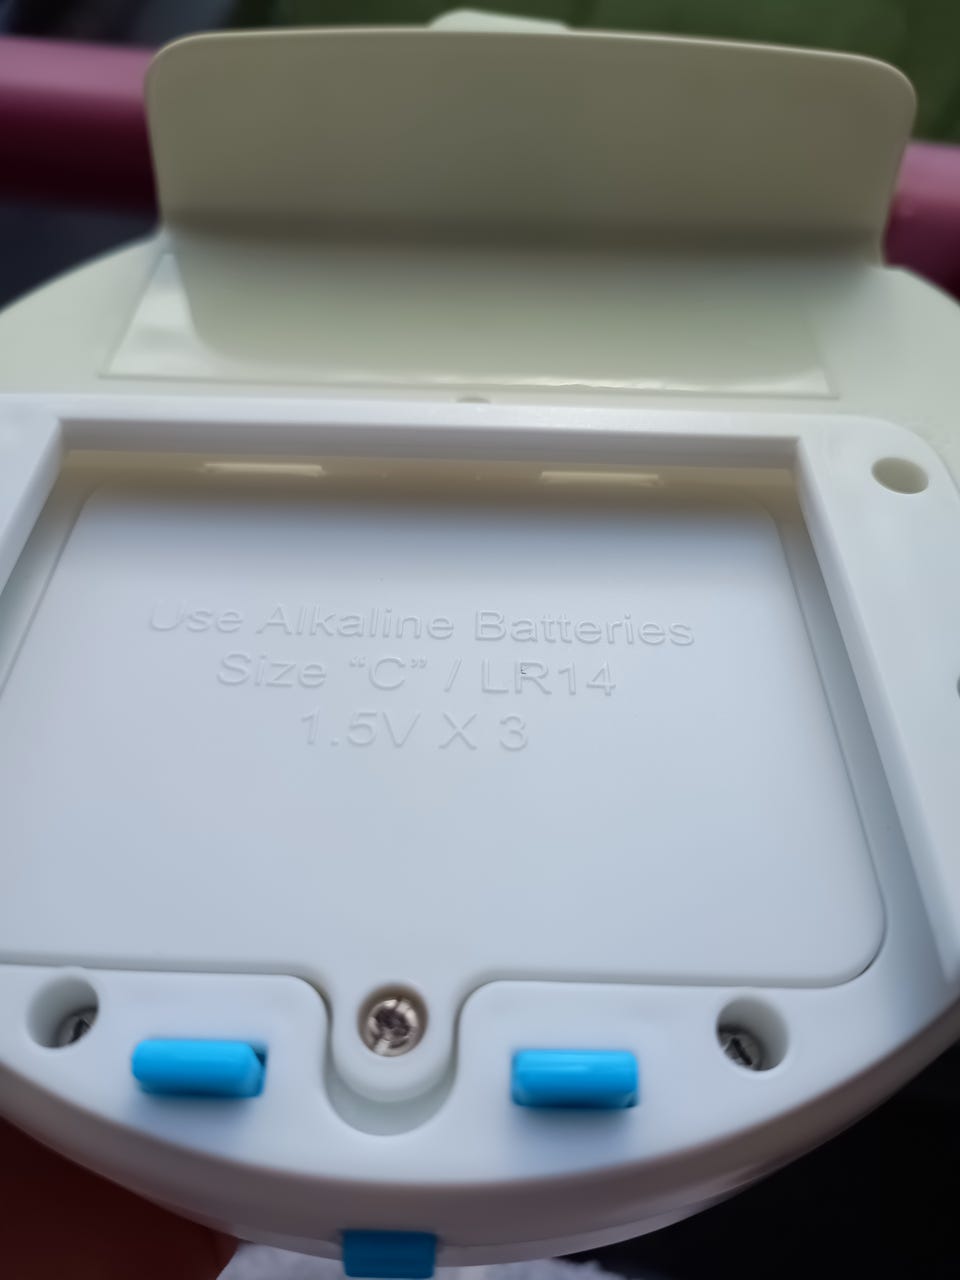 Use Alkaline Batteries
Size “C” / LR14
1.5V X 3